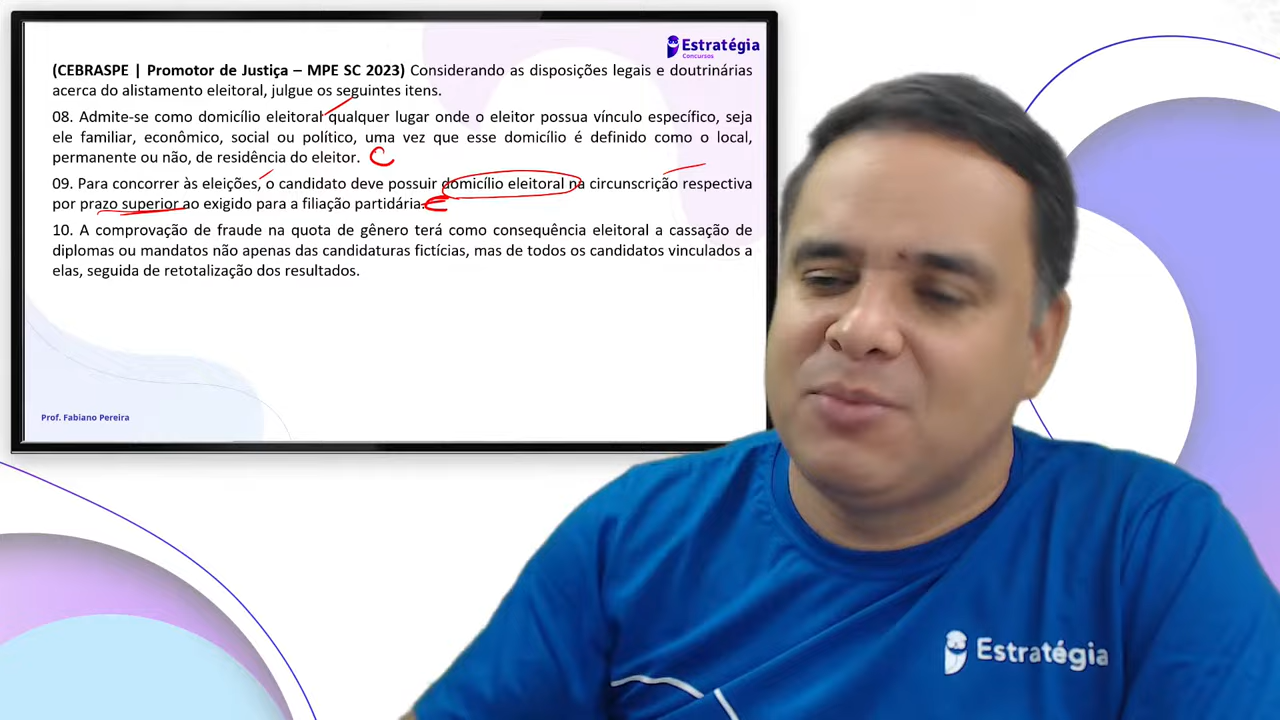 Estratégia
Concursos
(CEBRASPE | Promotor de Justiça – MPE SC 2023) Considerando as disposições legais e doutrinárias
acerca do alistamento eleitoral, julgue os seguintes itens.
08. Admite-se como domicílio eleitoral qualquer lugar onde o eleitor possua vínculo específico, seja
ele familiar, econômico, social ou político, uma vez que esse domicílio é definido como o local,
permanente ou não, de residência do eleitor. C
09. Para concorrer às eleições, o candidato deve possuir domicílio eleitoral na circunscrição respectiva
por prazo superior ao exigido para a filiação partidária. E
10. A comprovação de fraude na quota de gênero terá como consequência eleitoral a cassação de
diplomas ou mandatos não apenas das candidaturas fictícias, mas de todos os candidatos vinculados a
elas, seguida de retotalização dos resultados.
Prof. Fabiano Pereira
Estratégia